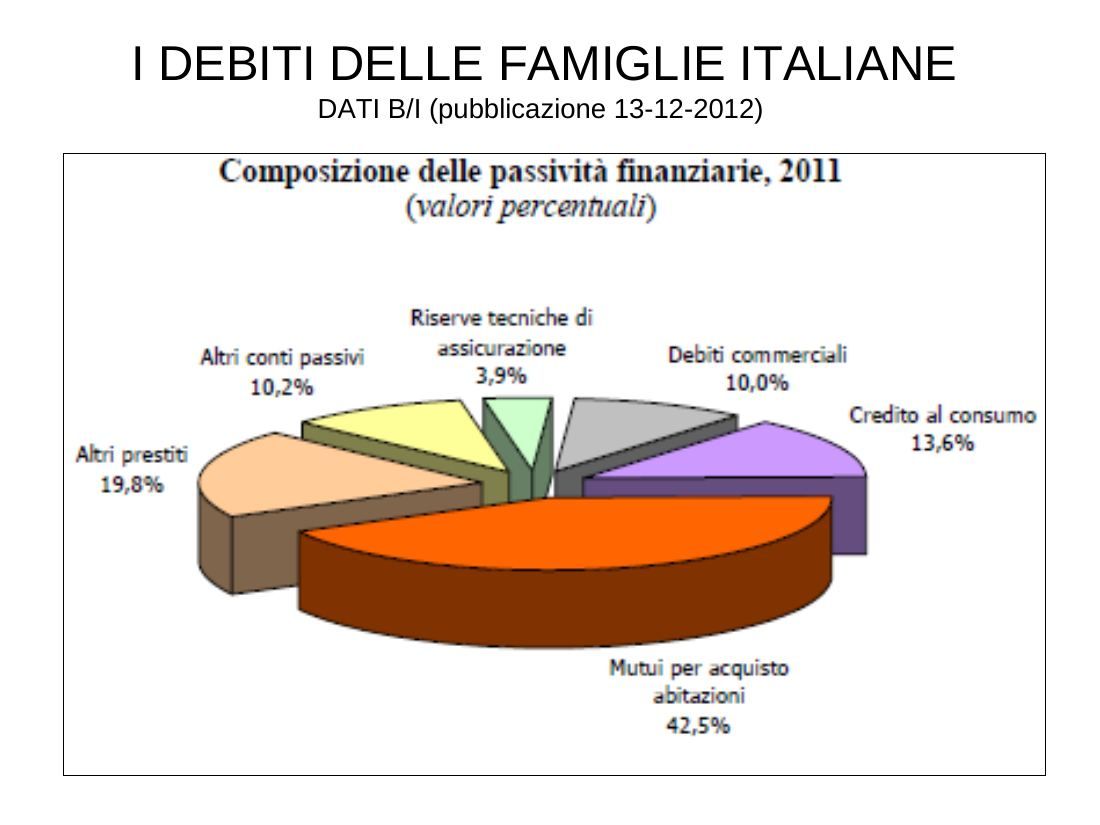 I DEBITI DELLE FAMIGLIE ITALIANE
DATI B/I (pubblicazione 13-12-2012)
Composizione delle passività finanziarie, 2011
(valori percentuali)
Riserve tecniche di
assicurazione
3,9%
Altri conti passivi
10,2%
Debiti commerciali
10,0%
Credito al consumo
13,6%
Altri prestiti
19,8%
Mutui per acquisto
abitazioni
42,5%